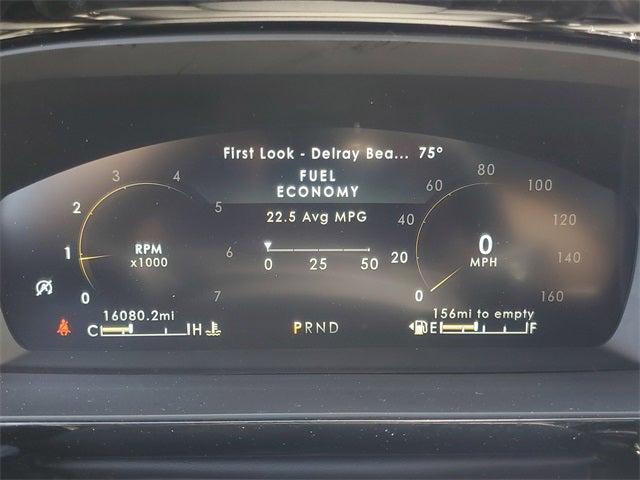 First Look - Delray Bea... 75°
FUEL
ECONOMY
22.5 Avg MPG
0 25 50
0 1 2 3 4 5 6 7
RPM
x1000
0 20 40 60 80 100 120 140 160
0
MPH
16080.2mi
C H
PRND
156mi to empty
E F